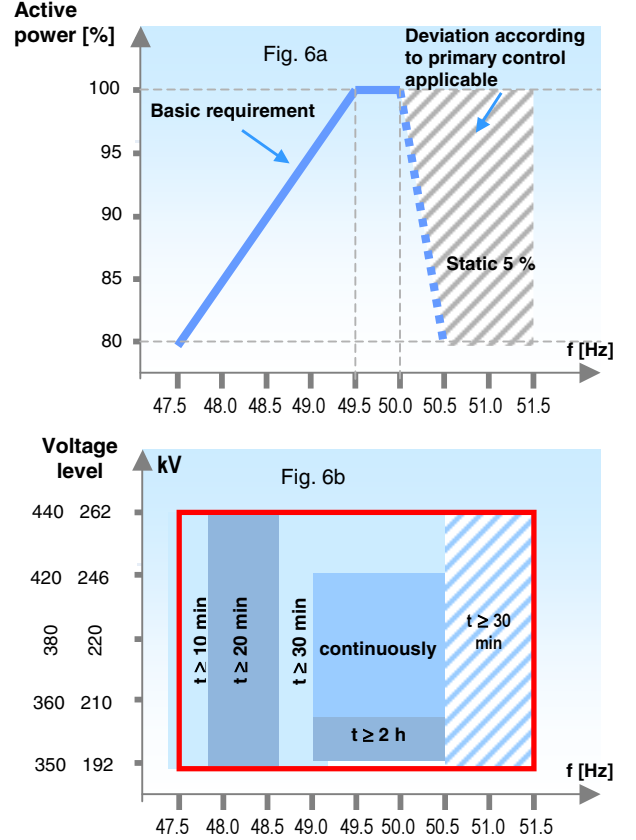 Active
power [%]
Fig. 6a
Deviation according
to primary control
applicable
Basic requirement
Static 5 %
100
95
90
85
80
f [Hz]
47.5 48.0 48.5 49.0 49.5 50.0 50.5 51.0 51.5
Voltage
level
kV
Fig. 6b
440 262
420 246
380 220
360 210
350 192
t ≥ 10 min
t ≥ 20 min
t ≥ 30 min
continuously
t ≥ 2 h
t ≥ 30
min
f [Hz]
47.5 48.0 48.5 49.0 49.5 50.0 50.5 51.0 51.5